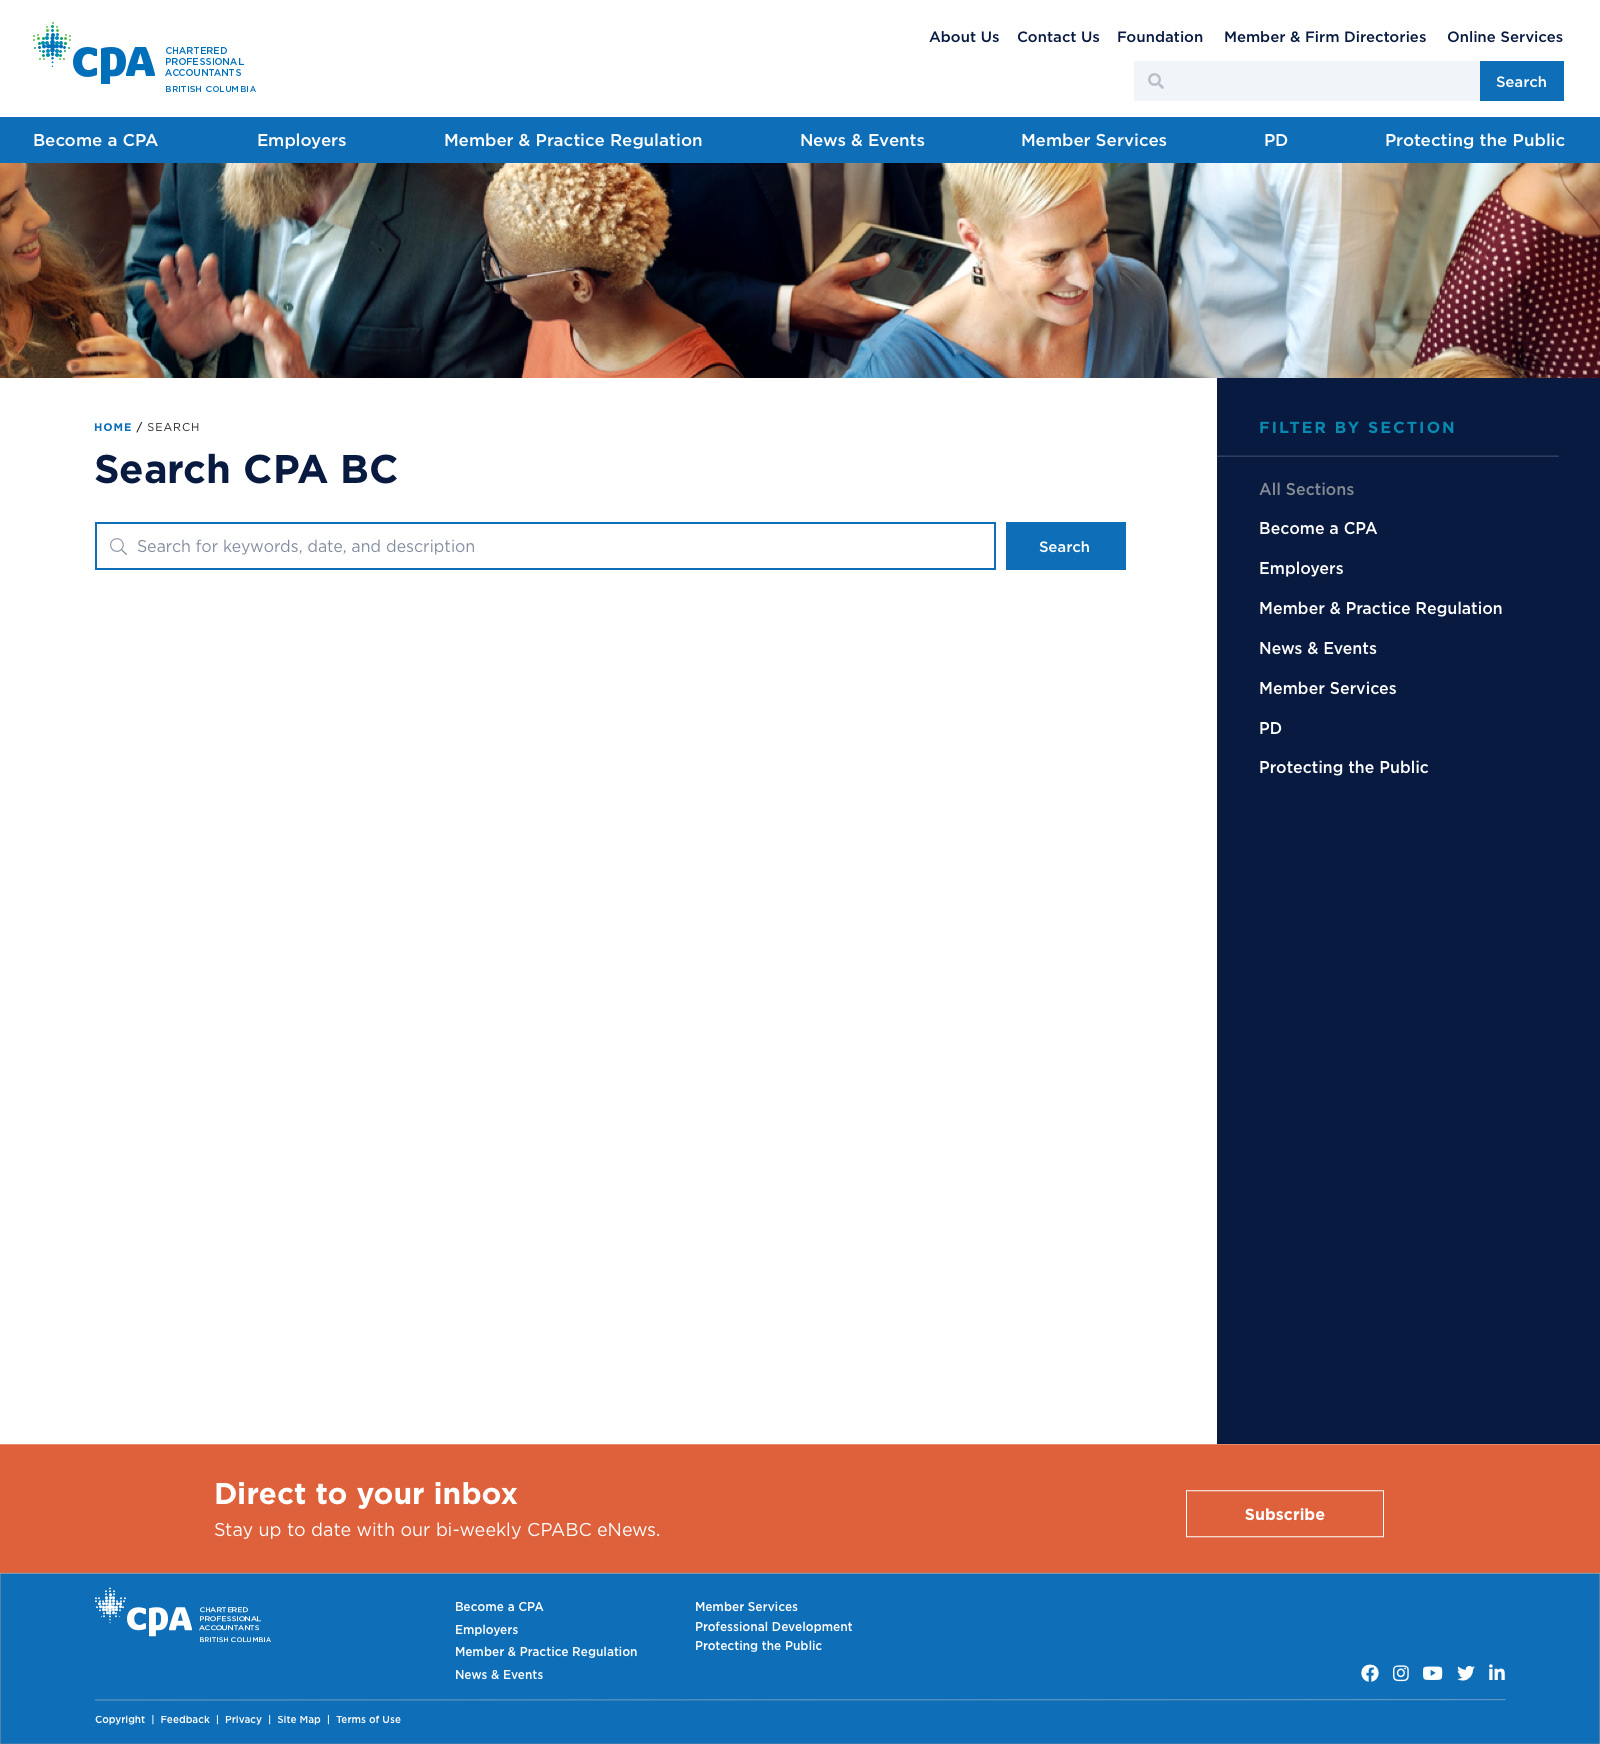 CPA
CHARTERED
PROFESSIONAL
ACCOUNTANTS
BRITISH COLUMBIA
About Us Contact Us Foundation Member & Firm Directories Online Services
Search
Become a CPA Employers Member & Practice Regulation News & Events Member Services PD Protecting the Public
HOME / SEARCH
Search CPA BC
Search for keywords, date, and description
Search
FILTER BY SECTION
All Sections
Become a CPA
Employers
Member & Practice Regulation
News & Events
Member Services
PD
Protecting the Public
Direct to your inbox
Stay up to date with our bi-weekly CPABC eNews.
Subscribe
CPA
CHARTERED
PROFESSIONAL
ACCOUNTANTS
BRITISH COLUMBIA
Become a CPA
Employers
Member & Practice Regulation
News & Events
Member Services
Professional Development
Protecting the Public
Copyright | Feedback | Privacy | Site Map | Terms of Use